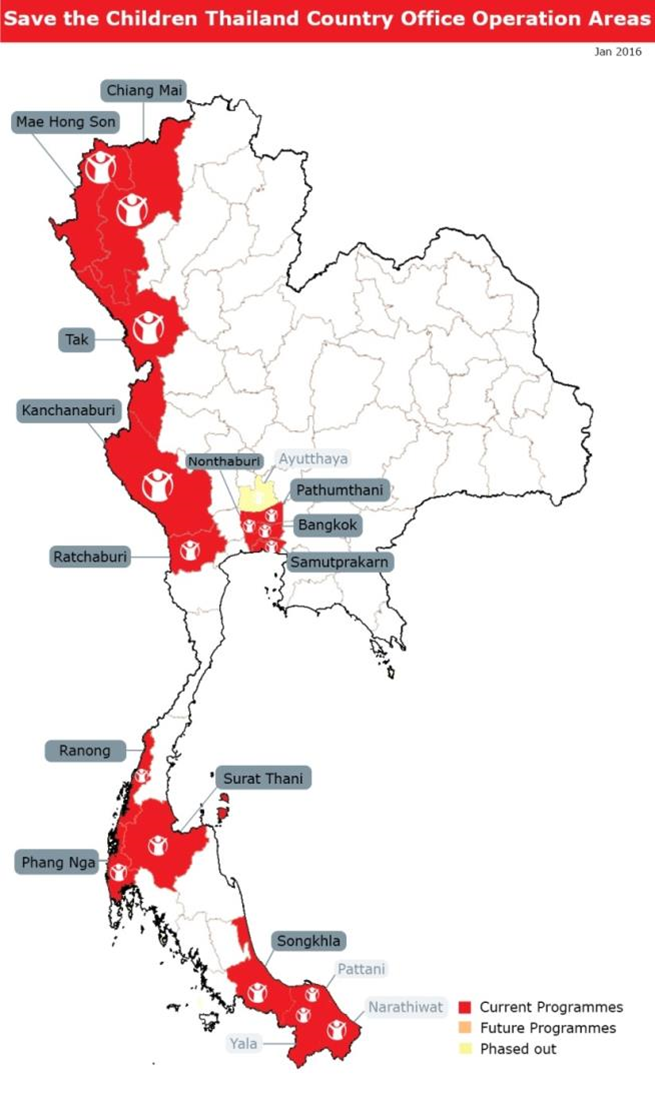 Save the Children Thailand Country Office Operation Areas
Jan 2016
Chiang Mai
Mae Hong Son
Tak
Kanchanaburi
Nonthaburi
Ayutthaya
Pathumthani
Bangkok
Ratchaburi
Samutprakarn
Ranong
Surat Thani
Phang Nga
Songkhla
Pattani
Narathiwat
Yala
Current Programmes
Future Programmes
Phased out